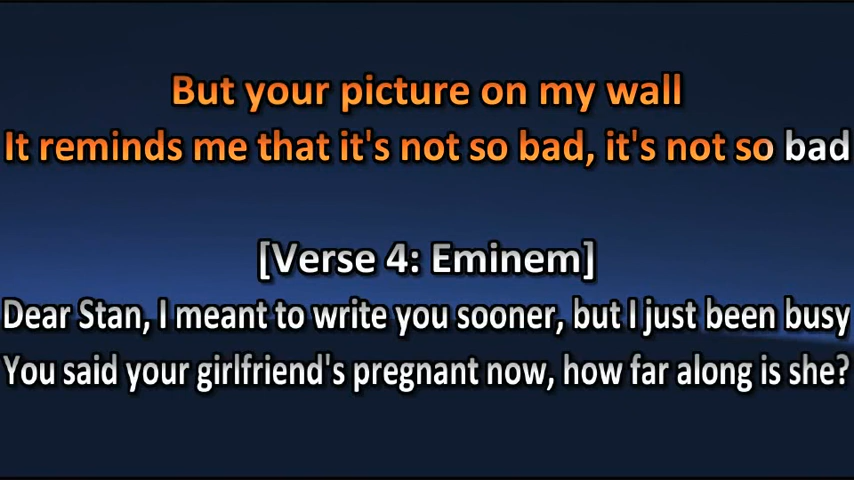 But your picture on my wall
It reminds me that it's not so bad, it's not so bad
[Verse 4: Eminem]
Dear Stan, I meant to write you sooner, but I just been busy
You said your girlfriend's pregnant now, how far along is she?